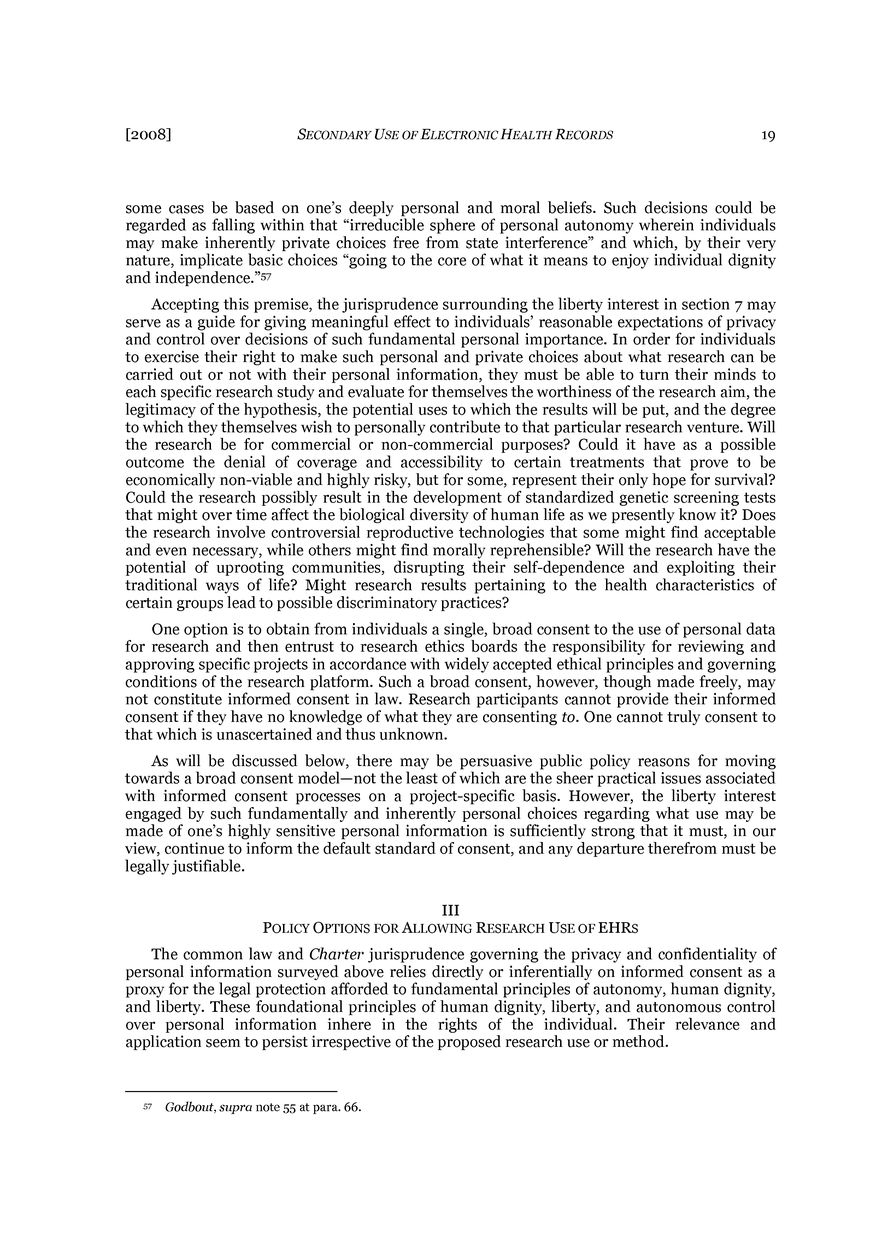 [2008] SECONDARY USE OF ELECTRONIC HEALTH RECORDS 19
some cases be based on one’s deeply personal and moral beliefs. Such decisions could be
regarded as falling within that “irreducible sphere of personal autonomy wherein individuals
may make inherently private choices free from state interference” and which, by their very
nature, implicate basic choices “going to the core of what it means to enjoy individual dignity
and independence.”57
Accepting this premise, the jurisprudence surrounding the liberty interest in section 7 may
serve as a guide for giving meaningful effect to individuals’ reasonable expectations of privacy
and control over decisions of such fundamental personal importance. In order for individuals
to exercise their right to make such personal and private choices about what research can be
carried out or not with their personal information, they must be able to turn their minds to
each specific research study and evaluate for themselves the worthiness of the research aim, the
legitimacy of the hypothesis, the potential uses to which the results will be put, and the degree
to which they themselves wish to personally contribute to that particular research venture. Will
the research be for commercial or non-commercial purposes? Could it have as a possible
outcome the denial of coverage and accessibility to certain treatments that prove to be
economically non-viable and highly risky, but for some, represent their only hope for survival?
Could the research possibly result in the development of standardized genetic screening tests
that might over time affect the biological diversity of human life as we presently know it? Does
the research involve controversial reproductive technologies that some might find acceptable
and even necessary, while others might find morally reprehensible? Will the research have the
potential of uprooting communities, disrupting their self-dependence and exploiting their
traditional ways of life? Might research results pertaining to the health characteristics of
certain groups lead to possible discriminatory practices?
One option is to obtain from individuals a single, broad consent to the use of personal data
for research and then entrust to research ethics boards the responsibility for reviewing and
approving specific projects in accordance with widely accepted ethical principles and governing
conditions of the research platform. Such a broad consent, however, though made freely, may
not constitute informed consent in law. Research participants cannot provide their informed
consent if they have no knowledge of what they are consenting to. One cannot truly consent to
that which is unascertained and thus unknown.
As will be discussed below, there may be persuasive public policy reasons for moving
towards a broad consent model—not the least of which are the sheer practical issues associated
with informed consent processes on a project-specific basis. However, the liberty interest
engaged by such fundamentally and inherently personal choices regarding what use may be
made of one’s highly sensitive personal information is sufficiently strong that it must, in our
view, continue to inform the default standard of consent, and any departure therefrom must be
legally justifiable.
III
POLICY OPTIONS FOR ALLOWING RESEARCH USE OF EHRS
The common law and Charter jurisprudence governing the privacy and confidentiality of
personal information surveyed above relies directly or inferentially on informed consent as a
proxy for the legal protection afforded to fundamental principles of autonomy, human dignity,
and liberty. These foundational principles of human dignity, liberty, and autonomous control
over personal information inhere in the rights of the individual. Their relevance and
application seem to persist irrespective of the proposed research use or method.
57 Godbout, supra note 55 at para. 66.